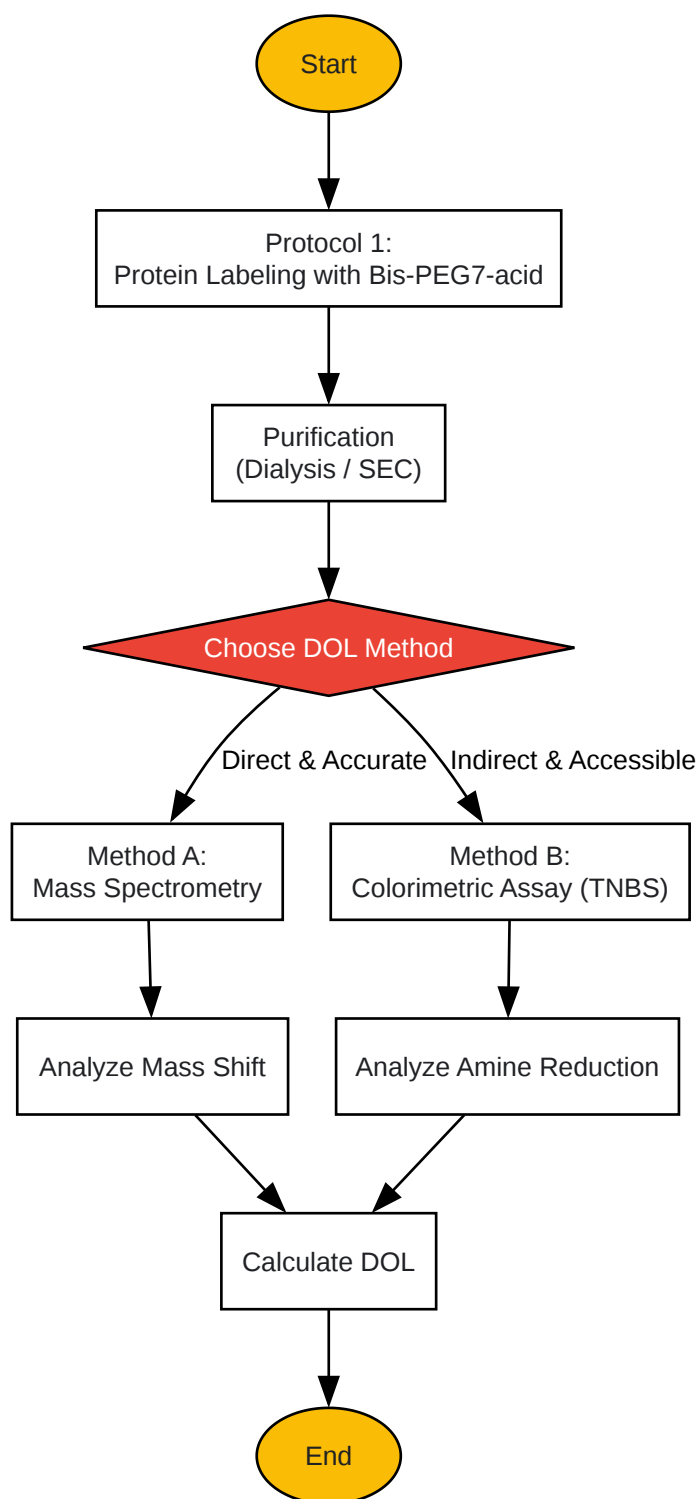 Start
Protocol 1:
Protein Labeling with Bis-PEG7-acid
Purification
(Dialysis / SEC)
Choose DOL Method
Direct & Accurate
Indirect & Accessible
Method A:
Mass Spectrometry
Method B:
Colorimetric Assay (TNBS)
Analyze Mass Shift
Analyze Amine Reduction
Calculate DOL
End